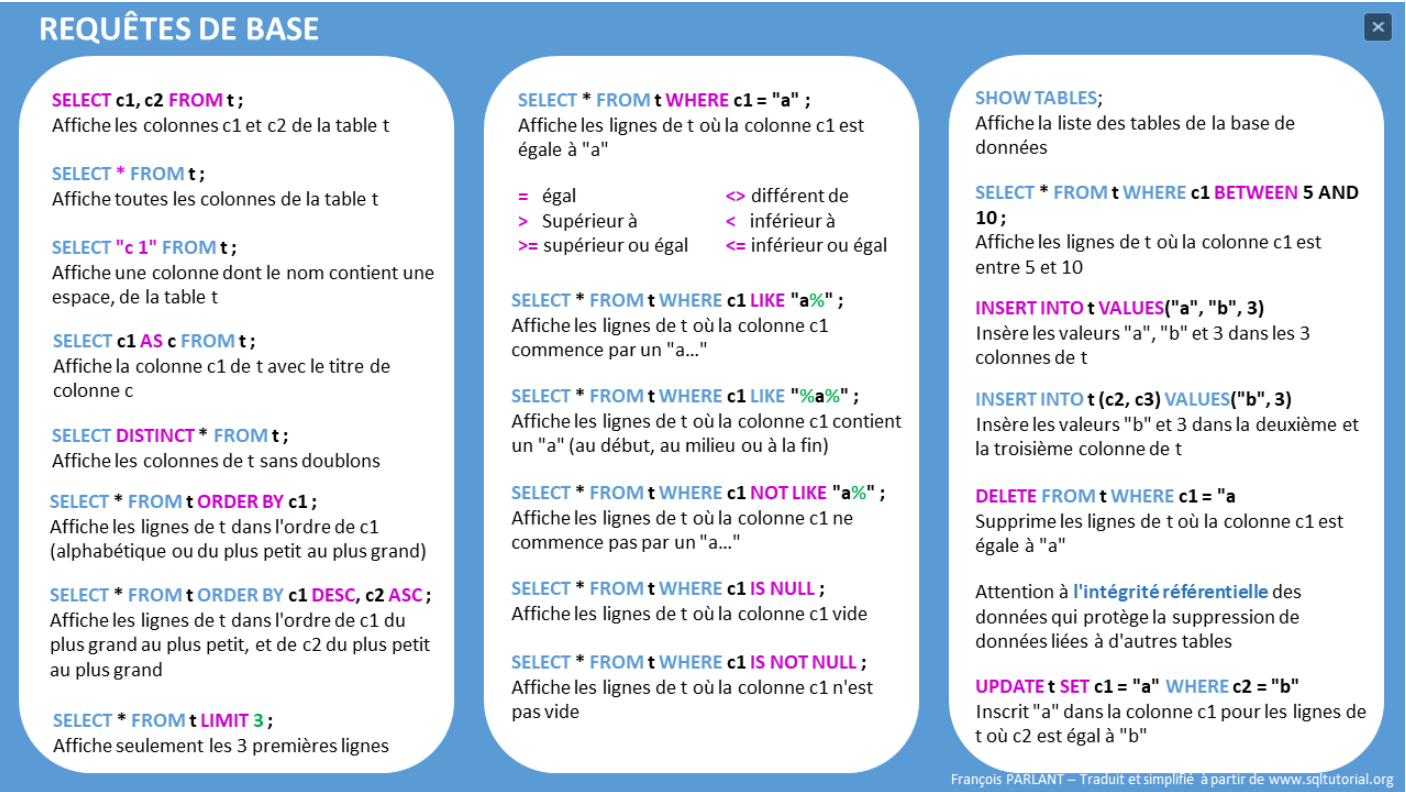 REQUÊTES DE BASE
SELECT c1, c2 FROM t ;
Affiche les colonnes c1 et c2 de la table t
SELECT * FROM t ;
Affiche toutes les colonnes de la table t
SELECT "c 1" FROM t ;
Affiche une colonne dont le nom contient une
espace, de la table t
SELECT c1 AS c FROM t ;
Affiche la colonne c1 de t avec le titre de
colonne c
SELECT DISTINCT * FROM t ;
Affiche les colonnes de t sans doublons
SELECT * FROM t ORDER BY c1 ;
Affiche les lignes de t dans l'ordre de c1
(alphabétique ou du plus petit au plus grand)
SELECT * FROM t ORDER BY c1 DESC, c2 ASC ;
Affiche les lignes de t dans l'ordre de c1 du
plus grand au plus petit, et de c2 du plus petit
au plus grand
SELECT * FROM t LIMIT 3 ;
Affiche seulement les 3 premières lignes
SELECT * FROM t WHERE c1 = "a" ;
Affiche les lignes de t où la colonne c1 est
égale à "a"
= égal <> différent de
> Supérieur à < inférieur à
>= supérieur ou égal <= inférieur ou égal
SELECT * FROM t WHERE c1 LIKE "a%" ;
Affiche les lignes de t où la colonne c1
commence par un "a…"
SELECT * FROM t WHERE c1 LIKE "%a%" ;
Affiche les lignes de t où la colonne c1 contient
un "a" (au début, au milieu ou à la fin)
SELECT * FROM t WHERE c1 NOT LIKE "a%" ;
Affiche les lignes de t où la colonne c1 ne
commence pas par un "a…"
SELECT * FROM t WHERE c1 IS NULL ;
Affiche les lignes de t où la colonne c1 vide
SELECT * FROM t WHERE c1 IS NOT NULL ;
Affiche les lignes de t où la colonne c1 n'est
pas vide
SHOW TABLES;
Affiche la liste des tables de la base de
données
SELECT * FROM t WHERE c1 BETWEEN 5 AND
10 ;
Affiche les lignes de t où la colonne c1 est
entre 5 et 10
INSERT INTO t VALUES("a", "b", 3)
Insère les valeurs "a", "b" et 3 dans les 3
colonnes de t
INSERT INTO t (c2, c3) VALUES("b", 3)
Insère les valeurs "b" et 3 dans la deuxième et
la troisième colonne de t
DELETE FROM t WHERE c1 = "a
Supprime les lignes de t où la colonne c1 est
égale à "a"
Attention à l'intégrité référentielle des
données qui protège la suppression de
données liées à d'autres tables
UPDATE t SET c1 = "a" WHERE c2 = "b"
Inscrit "a" dans la colonne c1 pour les lignes de
t où c2 est égal à "b"
François PARLANT – Traduit et simplifié à partir de www.sqltutorial.org